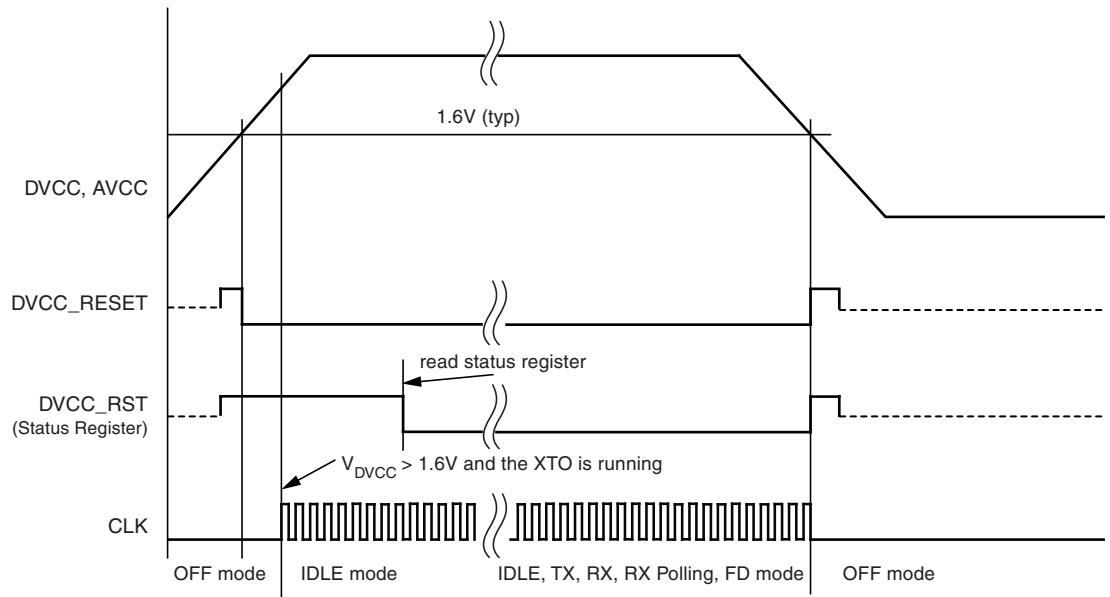 1.6V (typ)
DVCC, AVCC
DVCC_RESET
read status register
DVCC_RST
(Status Register)
VDVCC > 1.6V and the XTO is running
CLK
OFF mode
IDLE mode
IDLE, TX, RX, RX Polling, FD mode
OFF mode